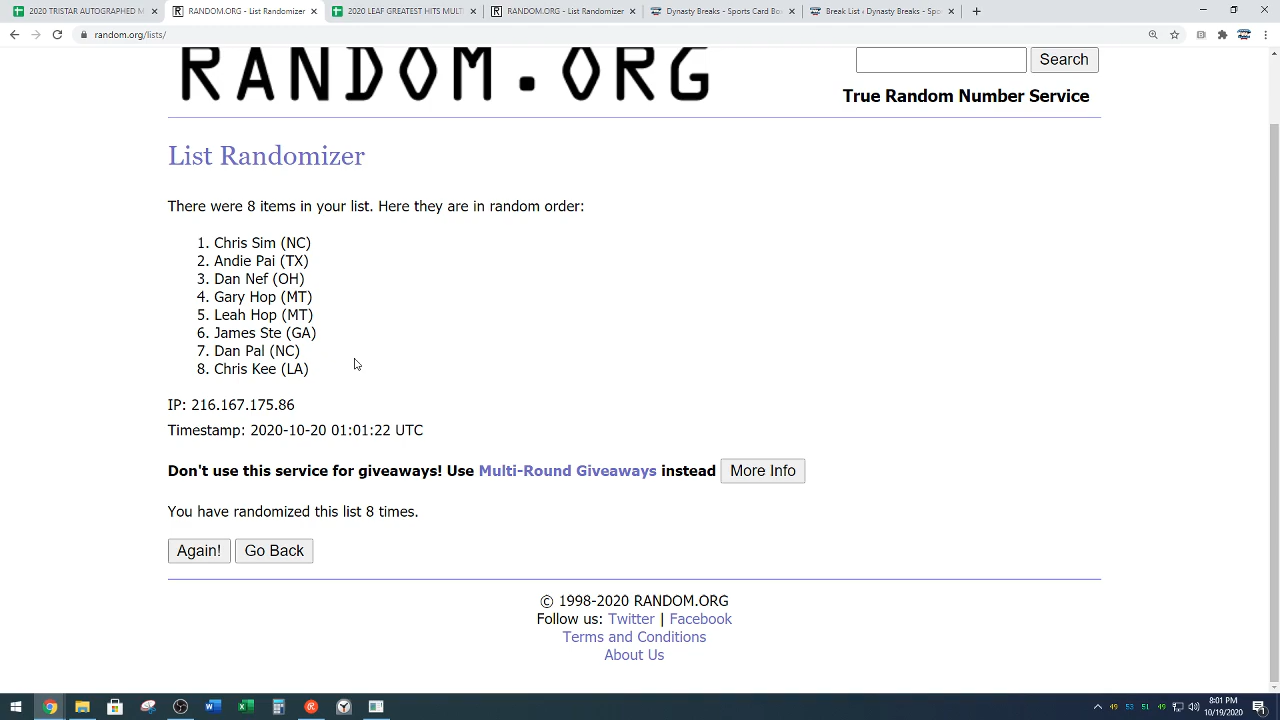 2020 TRISTAR AUTOGRAPHED M
RANDOM.ORG - List Randomizer
2020 LEAF GREATEST HITS MULTI
RANDOM.ORG - List Randomizer
Dynasty Breaks - Sports Card Bo
Break List ‹ Dynasty Breaks - Spo
random.org/lists/
RANDOM.ORG
Search
True Random Number Service
List Randomizer
There were 8 items in your list. Here they are in random order:
1. Chris Sim (NC)
2. Andie Pai (TX)
3. Dan Nef (OH)
4. Gary Hop (MT)
5. Leah Hop (MT)
6. James Ste (GA)
7. Dan Pal (NC)
8. Chris Kee (LA)
IP: 216.167.175.86
Timestamp: 2020-10-20 01:01:22 UTC
Don't use this service for giveaways! Use Multi-Round Giveaways instead More Info
You have randomized this list 8 times.
Again! Go Back
© 1998-2020 RANDOM.ORG
Follow us: Twitter | Facebook
Terms and Conditions
About Us
49 53 51 49
8:01 PM
10/19/2020